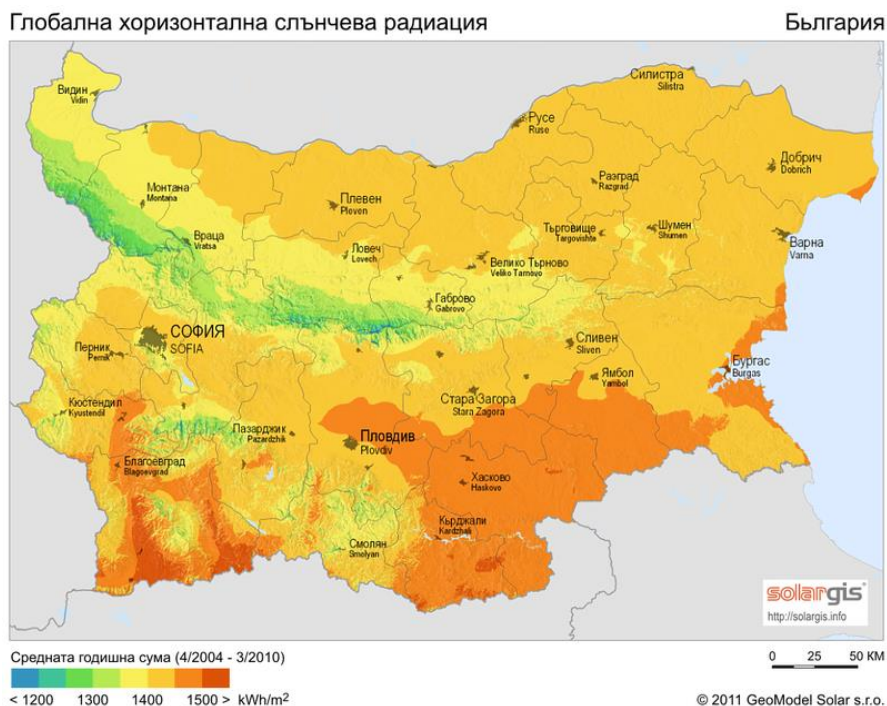 Глобална хоризонтална слънчева радиация
Бьлгария
Видин
Vidin
Силистра
Silistra
Русе
Ruse
Добрич
Dobrich
Разград
Razgrad
Монтана
Montana
Плевен
Pleven
Търговище
Targovishte
Шумен
Shumen
Варна
Varna
Враца
Vratsa
Ловеч
Lovech
Велико Търново
Veliko Tarnovo
Габрово
Gabrovo
СОФИЯ
SOFIA
Перник
Pernik
Сливен
Sliven
Бургас
Burgas
Ямбол
Yambol
Стара Загора
Stara Zagora
Кюстендил
Kyustendil
Пазарджик
Pazardzhik
Пловдив
Plovdiv
Благоевград
Blagoevgrad
Хасково
Haskovo
Кърджали
Kardzhali
Смолян
Smolyan
solargis
http://solargis.info
Средната годишна сума (4/2004 - 3/2010)
0 25 50 KM
< 1200 1300 1400 1500 > kWh/m²
© 2011 GeoModel Solar s.r.o.